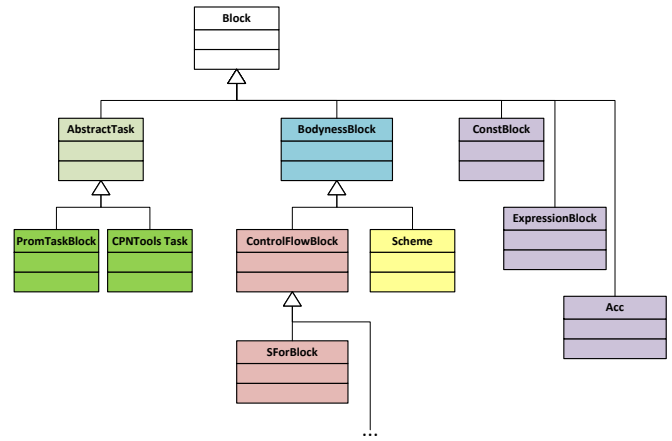 Block
AbstractTask
BodynessBlock
ConstBlock
PromTaskBlock
CPNTools Task
ControlFlowBlock
Scheme
ExpressionBlock
Acc
SForBlock
...